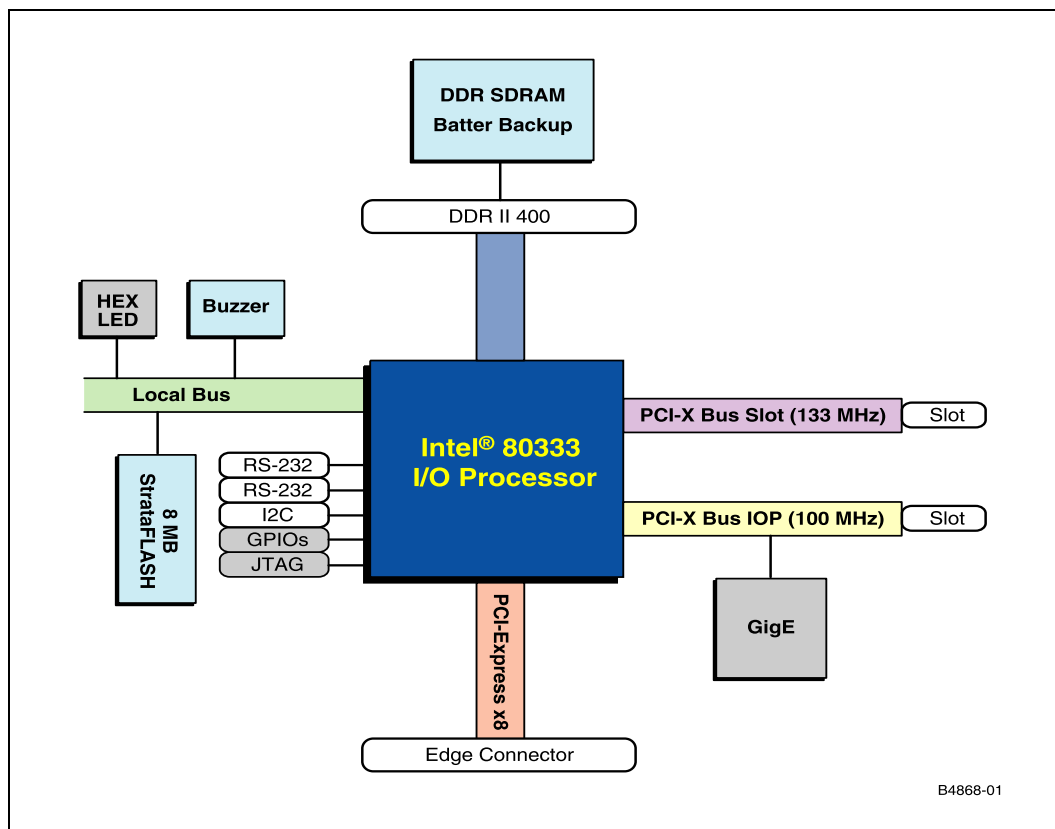 DDR SDRAM
Batter Backup
DDR II 400
HEX
LED
Buzzer
Local Bus
8 MB
StrataFLASH
RS-232
RS-232
I2C
GPIOs
JTAG
Intel® 80333
I/O Processor
PCI-X Bus Slot (133 MHz)
Slot
PCI-X Bus IOP (100 MHz)
Slot
GigE
PCI-Express x8
Edge Connector
B4868-01